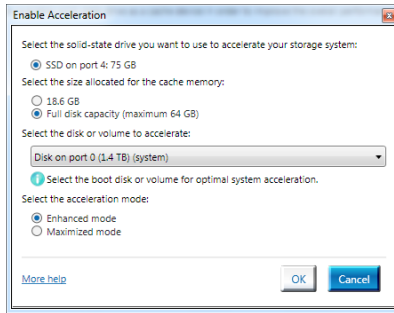 Enable Acceleration
Select the solid-state drive you want to use to accelerate your storage system:
SSD on port 4: 75 GB
Select the size allocated for the cache memory:
18.6 GB
Full disk capacity (maximum 64 GB)
Select the disk or volume to accelerate:
Disk on port 0 (1.4 TB) (system)
Select the boot disk or volume for optimal system acceleration.
Select the acceleration mode:
Enhanced mode
Maximized mode
More help
OK
Cancel